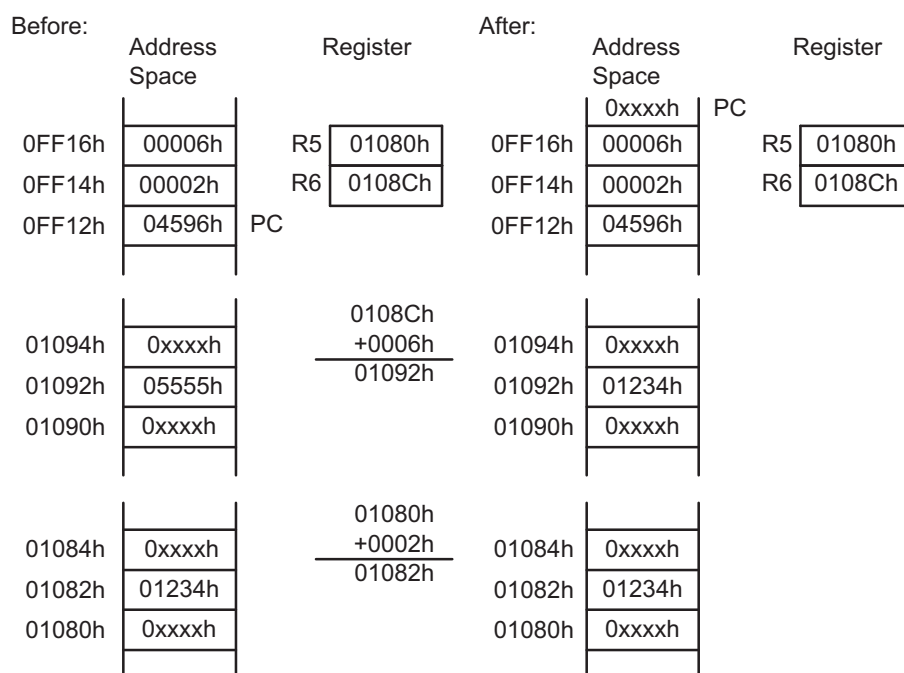 Before: After:
Address Register Address Register
Space Space
0xxxxh PC
0FF16h 00006h R5 01080h 0FF16h 00006h R5 01080h
0FF14h 00002h R6 0108Ch 0FF14h 00002h R6 0108Ch
0FF12h 04596h PC 0FF12h 04596h
0108Ch
01094h 0xxxxh +0006h 01094h 0xxxxh
01092h 05555h 01092h 01092h 01234h
01090h 0xxxxh 01090h 0xxxxh
01080h
01084h 0xxxxh +0002h 01084h 0xxxxh
01082h 01234h 01082h 01082h 01234h
01080h 0xxxxh 01080h 0xxxxh